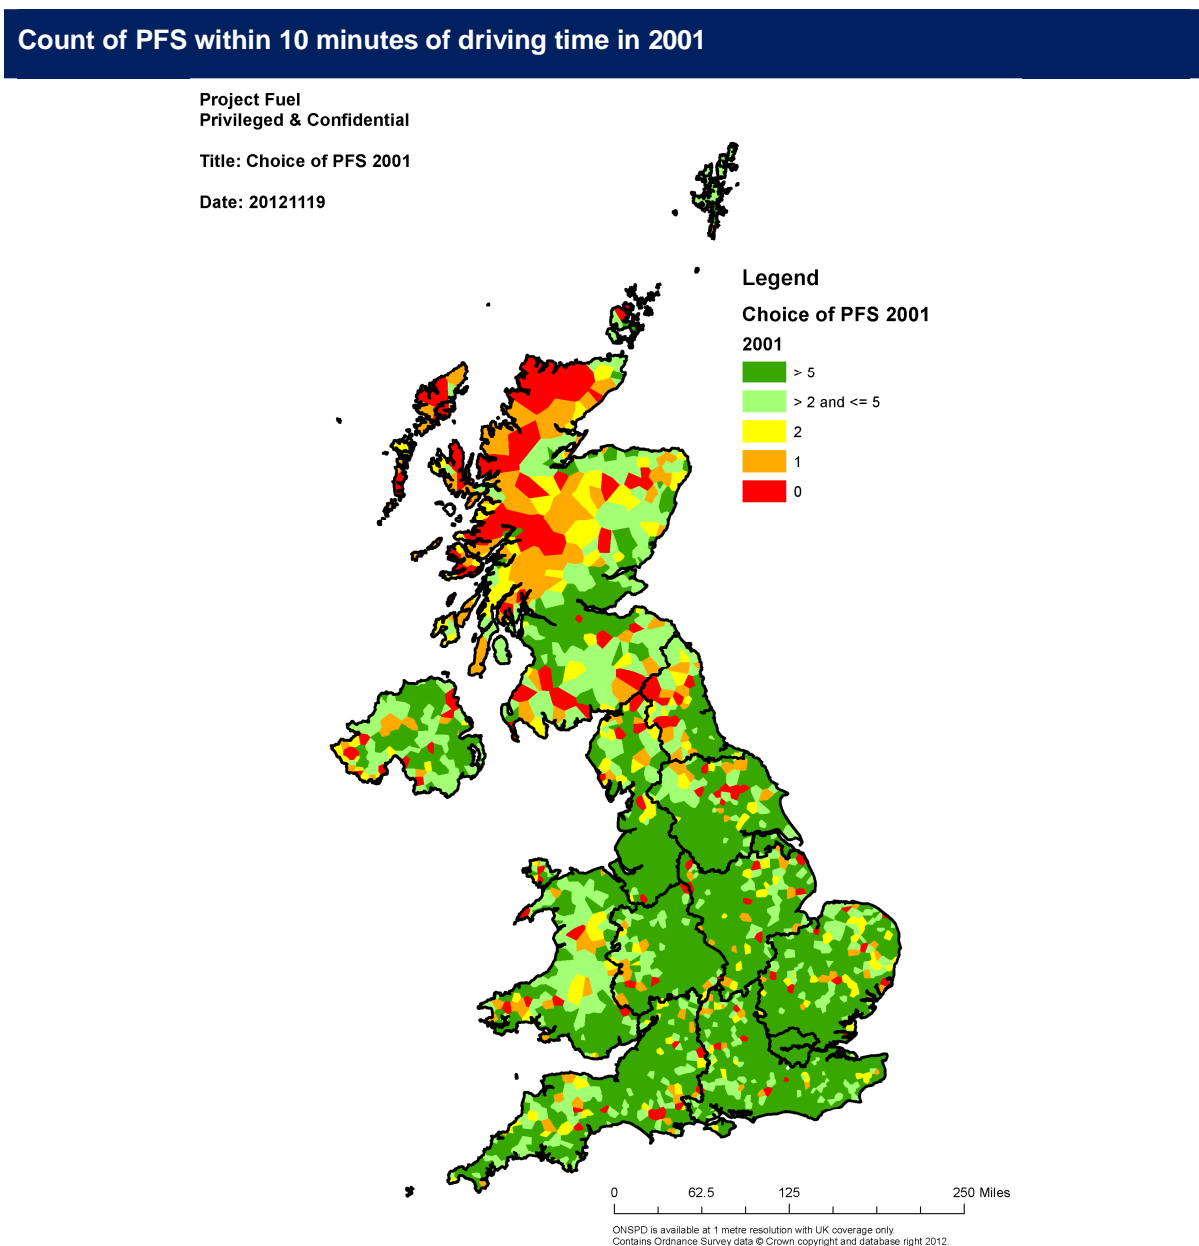 Count of PFS within 10 minutes of driving time in 2001
Project Fuel
Privileged & Confidential
Title: Choice of PFS 2001
Date: 20121119
Legend
Choice of PFS 2001
2001
> 5
> 2 and <= 5
2
1
0
0 62.5 125 250 Miles
ONSPD is available at 1 metre resolution with UK coverage only.
Contains Ordnance Survey data © Crown copyright and database right 2012.